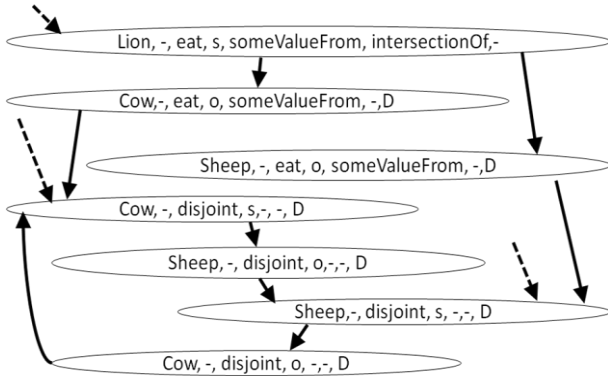 Lion, -, eat, s, someValueFrom, intersectionOf,-
Cow,-, eat, o, someValueFrom, -,D
Sheep, -, eat, o, someValueFrom, -,D
Cow, -, disjoint, s,-, -, D
Sheep, -, disjoint, o,-,-, D
Sheep,-, disjoint, s, -,-, D
Cow, -, disjoint, o, -,-, D